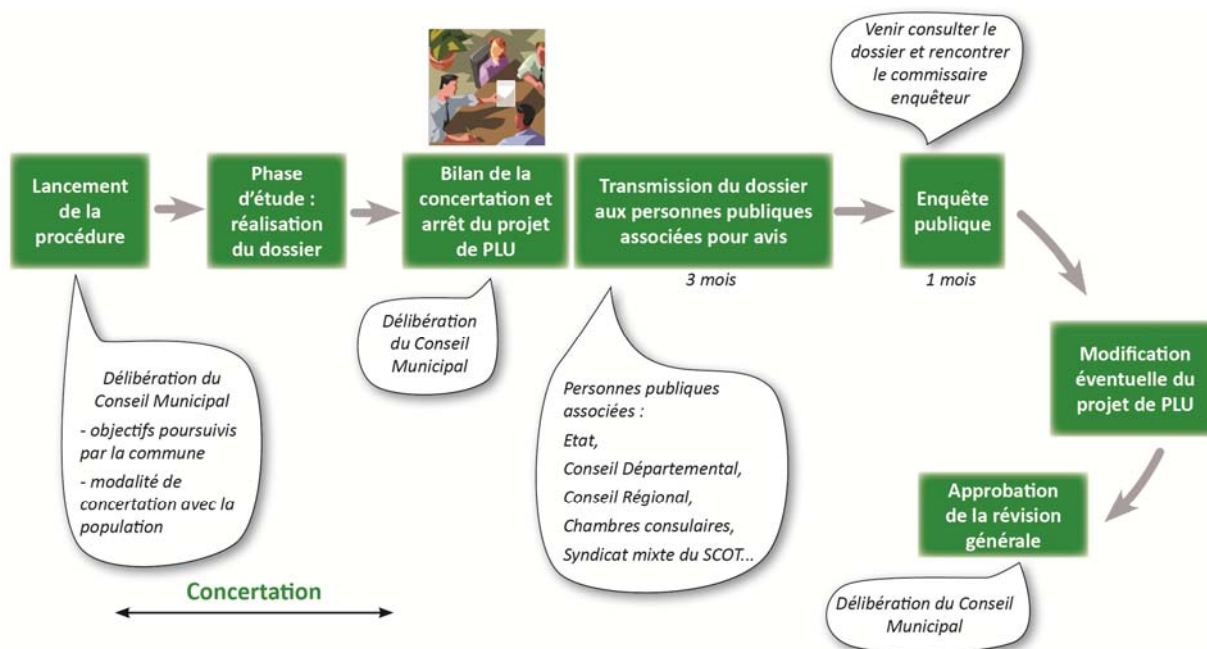 Venir consulter le
dossier et rencontrer
le commissaire
enquêteur
Lancement
de la
procédure
Phase
d'étude :
réalisation
du dossier
Bilan de la
concertation et
arrêt du projet
de PLU
Transmission du dossier
aux personnes publiques
associées pour avis
3 mois
Enquête
publique
1 mois
Délibération du
Conseil Municipal
- objectifs poursuivis
par la commune
- modalité de
concertation avec la
population
Délibération
du Conseil
Municipal
Personnes publiques
associées :
Etat,
Conseil Départemental,
Conseil Régional,
Chambres consulaires,
Syndicat mixte du SCOT...
Modification
éventuelle du
projet de PLU
Approbation
de la révision
générale
Délibération du Conseil
Municipal
Concertation